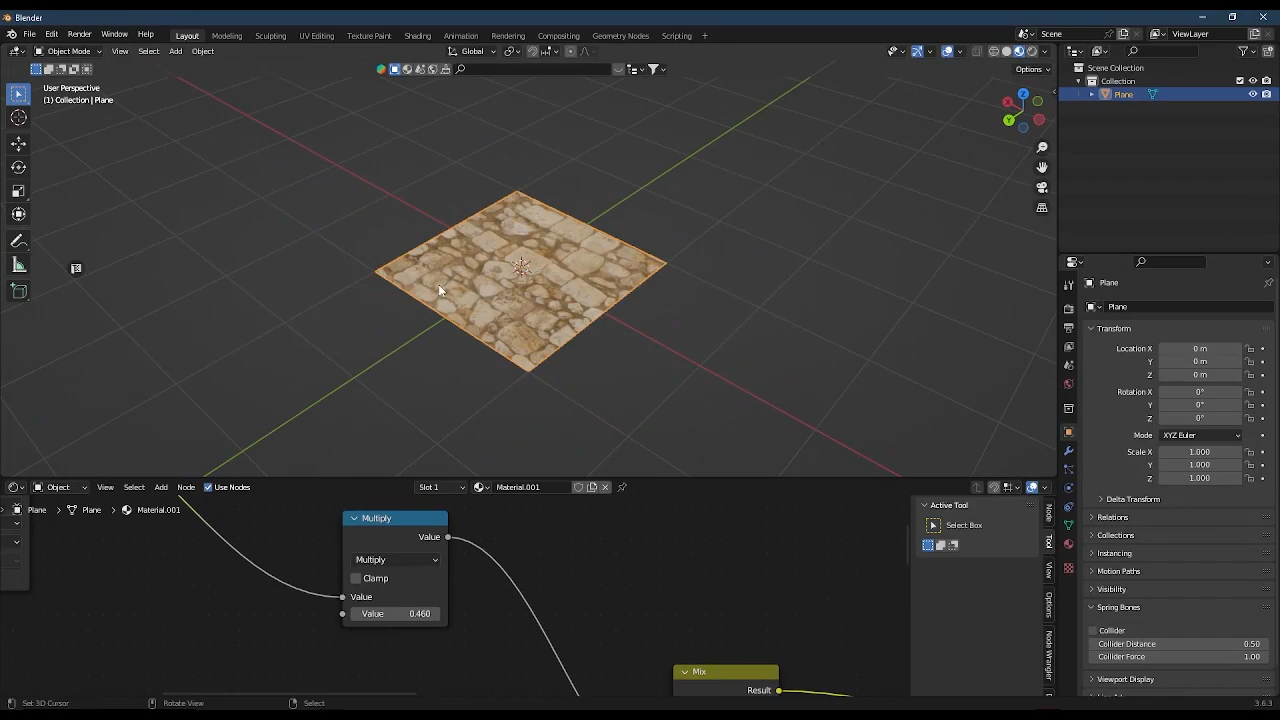 Blender
File Edit Render Window Help Layout Modeling Sculpting UV Editing Texture Paint Shading Animation Rendering Compositing Geometry Nodes Scripting + Scene ViewLayer
Object Mode View Select Add Object Global
Options
User Perspective
(1) Collection | Plane
Scene Collection
Collection
Plane
Plane
Plane
Transform
Location X 0 m
Y 0 m
Z 0 m
Rotation X 0°
Y 0°
Z 0°
Mode XYZ Euler
Scale X 1.000
Y 1.000
Z 1.000
Delta Transform
Relations
Collections
Instancing
Motion Paths
Visibility
Spring Bones
Collider
Collider Distance 0.50
Collider Force 1.00
Viewport Display
Object View Select Add Node Use Nodes Slot 1 Material.001
Plane Plane Material.001
Multiply
Value
Multiply
Clamp
Value
Value 0.460
Mix
Result
Active Tool
Select Box
Node
Tool
View
Options
Node Wrangler
Set 3D Cursor Rotate View Select 3.6.3